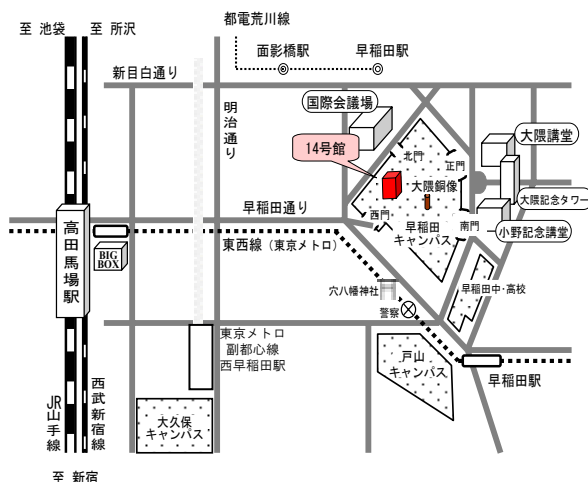 至 池袋
至 所沢
都電荒川線
面影橋駅
早稲田駅
新目白通り
明治通り
国際会議場
14号館
北門
正門
大隈講堂
大隈銅像
大隈記念タワー
西門
早稲田
キャンパス
南門
小野記念講堂
早稲田通り
東西線（東京メトロ）
高田馬場駅
BIG
BOX
穴八幡神社
警察
早稲田中・高校
東京メトロ
副都心線
西早稲田駅
戸山
キャンパス
早稲田駅
大久保
キャンパス
JR山手線
西武新宿線
至 新宿